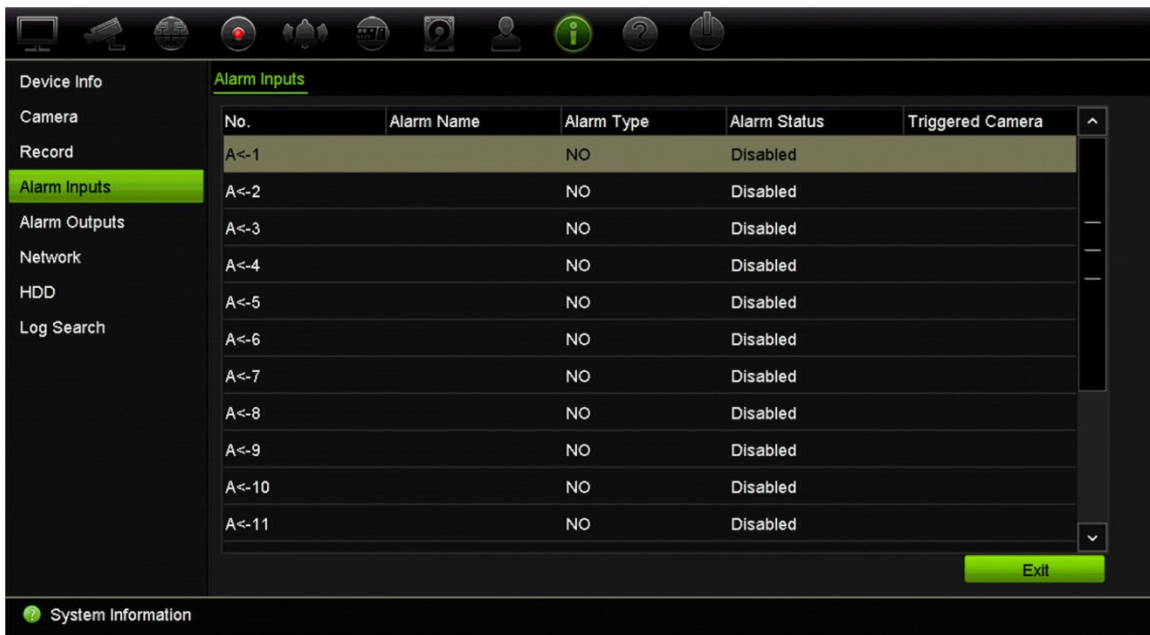 Device Info
Camera
Record
Alarm Inputs
Alarm Outputs
Network
HDD
Log Search
Alarm Inputs
No. Alarm Name Alarm Type Alarm Status Triggered Camera
A<-1 NO Disabled
A<-2 NO Disabled
A<-3 NO Disabled
A<-4 NO Disabled
A<-5 NO Disabled
A<-6 NO Disabled
A<-7 NO Disabled
A<-8 NO Disabled
A<-9 NO Disabled
A<-10 NO Disabled
A<-11 NO Disabled
Exit
System Information